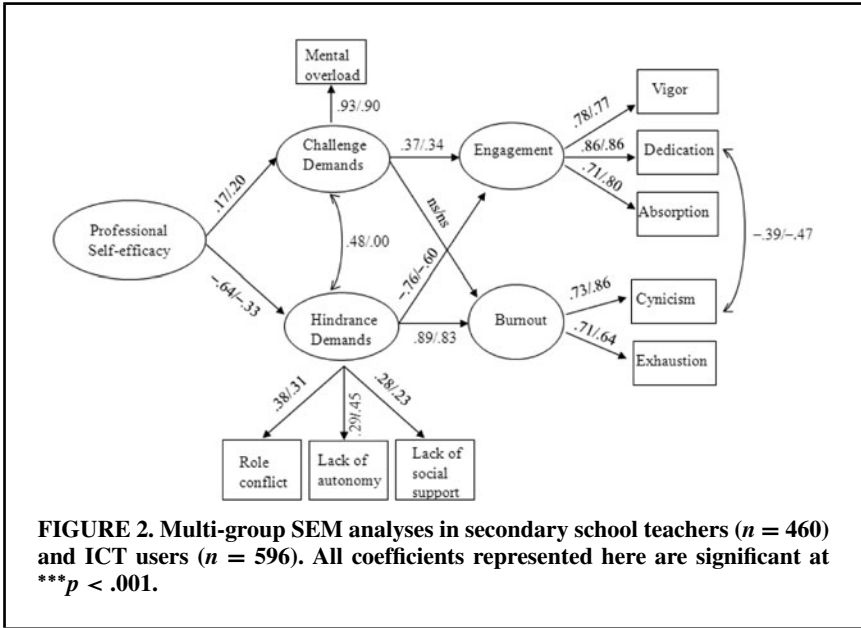 Mental
overload
.93/.90
Challenge
Demands
.37/.34
Engagement
.78/.77
Vigor
.86/.86
Dedication
.71/.80
Absorption
.17/.20
Professional
Self-efficacy
ns/ns
.48/.00
-.76/-.60
−.39/−.47
-.64/-.33
Hindrance
Demands
.89/.83
Burnout
.73/.86
Cynicism
.71/.64
Exhaustion
.38/.31
.29/.45
.28/.23
Role
conflict
Lack of
autonomy
Lack of
social
support
FIGURE 2. Multi-group SEM analyses in secondary school teachers (n = 460)
and ICT users (n = 596). All coefficients represented here are significant at
***p < .001.